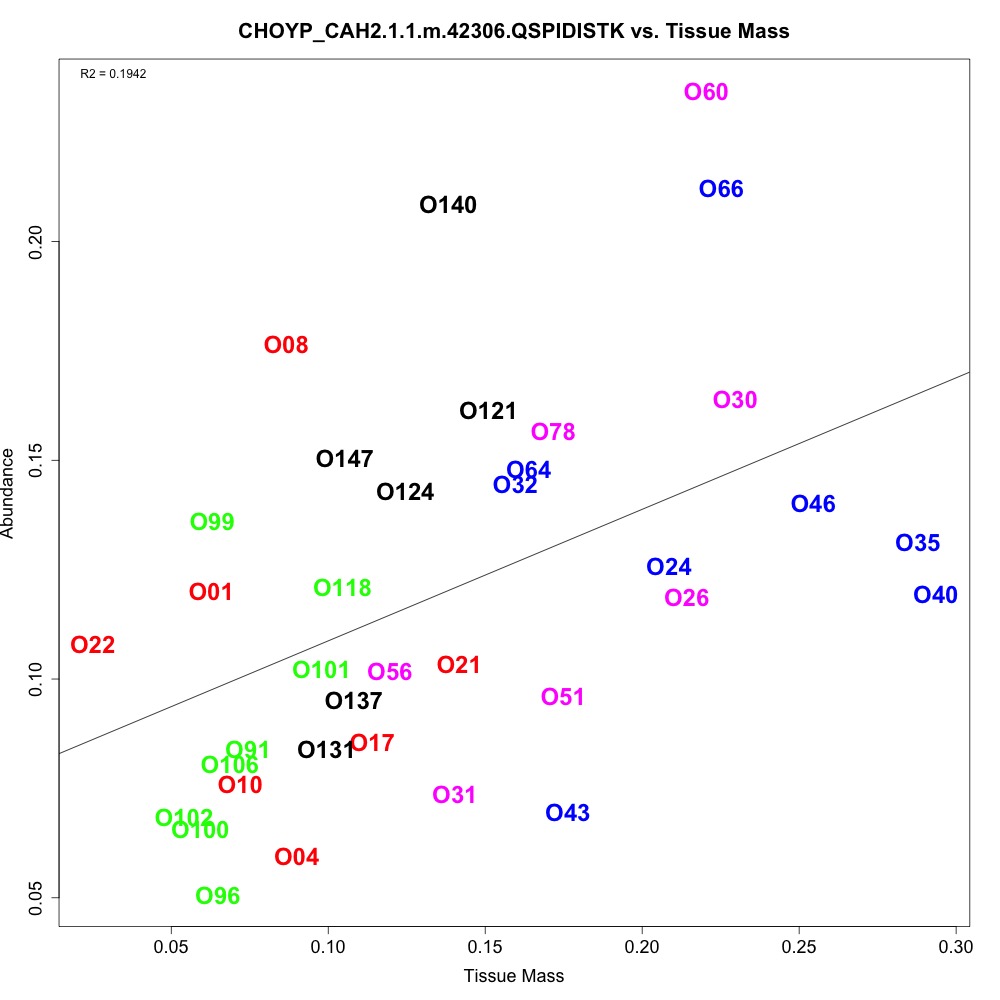 CHOYP_CAH2.1.1.m.42306.QSPIDISTK vs. Tissue Mass
R2 = 0.1942
O60
O66
O140
0.20
O08
O30
O121
O78
O147
0.15
O64
O32
O124
O46
O99
O35
O24
O118
O01
O40
O26
O22
O21
O101
O56
0.10
O51
O137
O17
O91
O131
O106
O10
O31
O43
O102
O100
O04
O96
0.05
Abundance
0.05 0.10 0.15 0.20 0.25 0.30
Tissue Mass